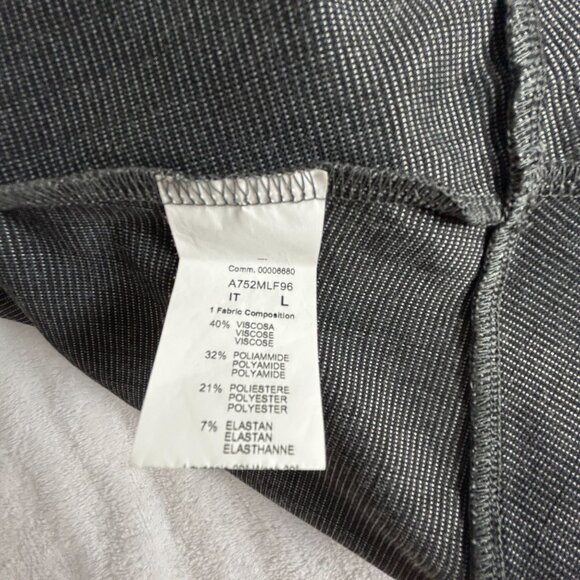 Comm. 00006680
A752MLF96
IT L
1 Fabric Composition
40% VISCOSA
VISCOSE
VISCOSE
32% POLIAMMIDE
POLYAMIDE
POLYAMIDE
21% POLIESTERE
POLYESTER
POLYESTER
7% ELASTAN
ELASTAN
ELASTHANNE